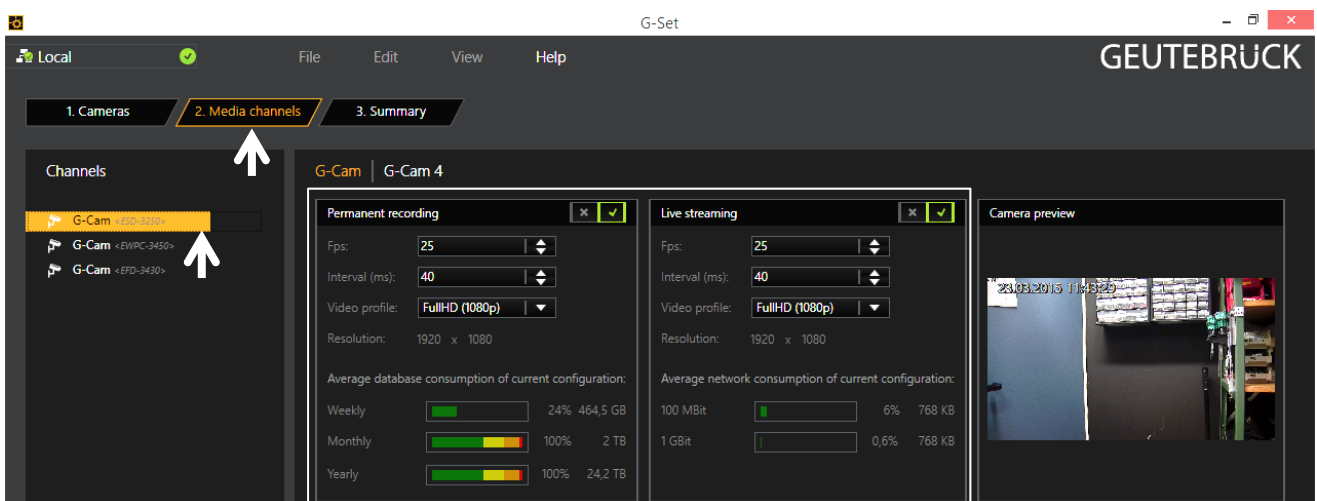 G-Set
Local File Edit View Help GEUTEBRÜCK
1. Cameras 2. Media channels 3. Summary
Channels
G-Cam <ESD-3250>
G-Cam <EWPC-3450>
G-Cam <EFD-3430>
G-Cam G-Cam 4
Permanent recording
Fps: 25
Interval (ms): 40
Video profile: FullHD (1080p)
Resolution: 1920 x 1080
Average database consumption of current configuration:
Weekly 24% 464,5 GB
Monthly 100% 2 TB
Yearly 100% 24,2 TB
Live streaming
Fps: 25
Interval (ms): 40
Video profile: FullHD (1080p)
Resolution: 1920 x 1080
Average network consumption of current configuration:
100 MBit 6% 768 KB
1 GBit 0,6% 768 KB
Camera preview
23.03.2015 11:43:29